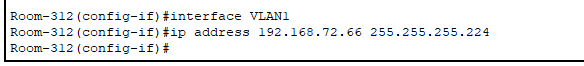 Room-312(config-if)#interface VLAN1
Room-312(config-if)#ip address 192.168.72.66 255.255.255.224
Room-312(config-if)#